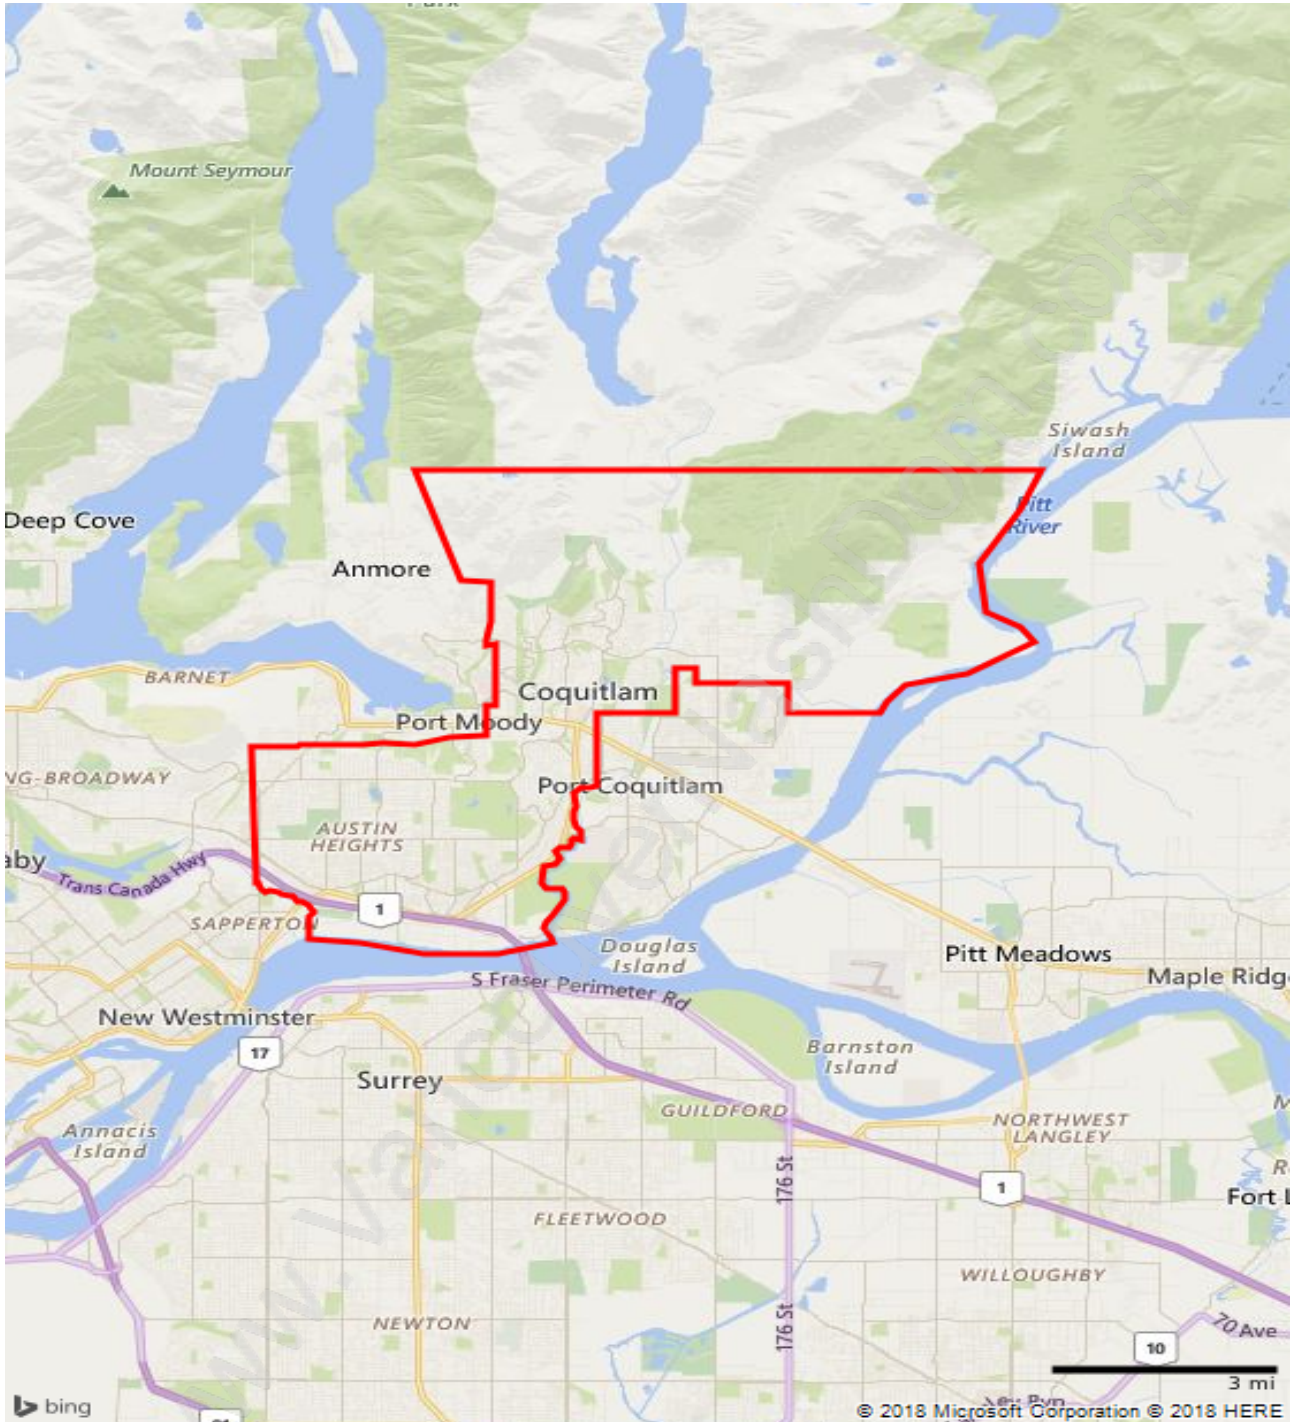 Park
Mount Seymour
Siwash
Island
Pitt
River
Deep Cove
Anmore
BARNET
Coquitlam
Port Moody
NG-BROADWAY
Port Coquitlam
AUSTIN
HEIGHTS
aby
Trans Canada Hwy
1
SAPPERTON
Douglas
Island
Pitt Meadows
S Fraser Perimeter Rd
Maple Ridg
New Westminster
17
Barnston
Island
Surrey
GUILDFORD
Annacis
Island
NORTHWEST
LANGLEY
M
R
176 St
1
Fort L
FLEETWOOD
WILLOUGHBY
NEWTON
176 St
70 Ave
10
3 mi
bing
© 2018 Microsoft Corporation © 2018 HERE